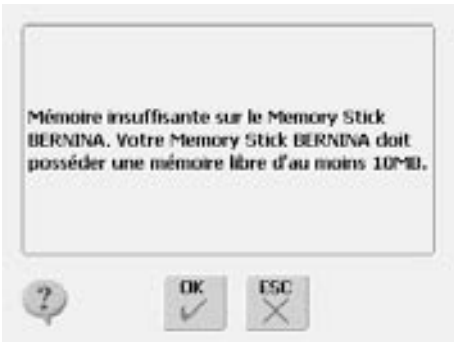 Mémoire insuffisante sur le Memory Stick
BERNINA. Votre Memory Stick BERNINA doit
posséder une mémoire libre d'au moins 10MB.
? OK ESC